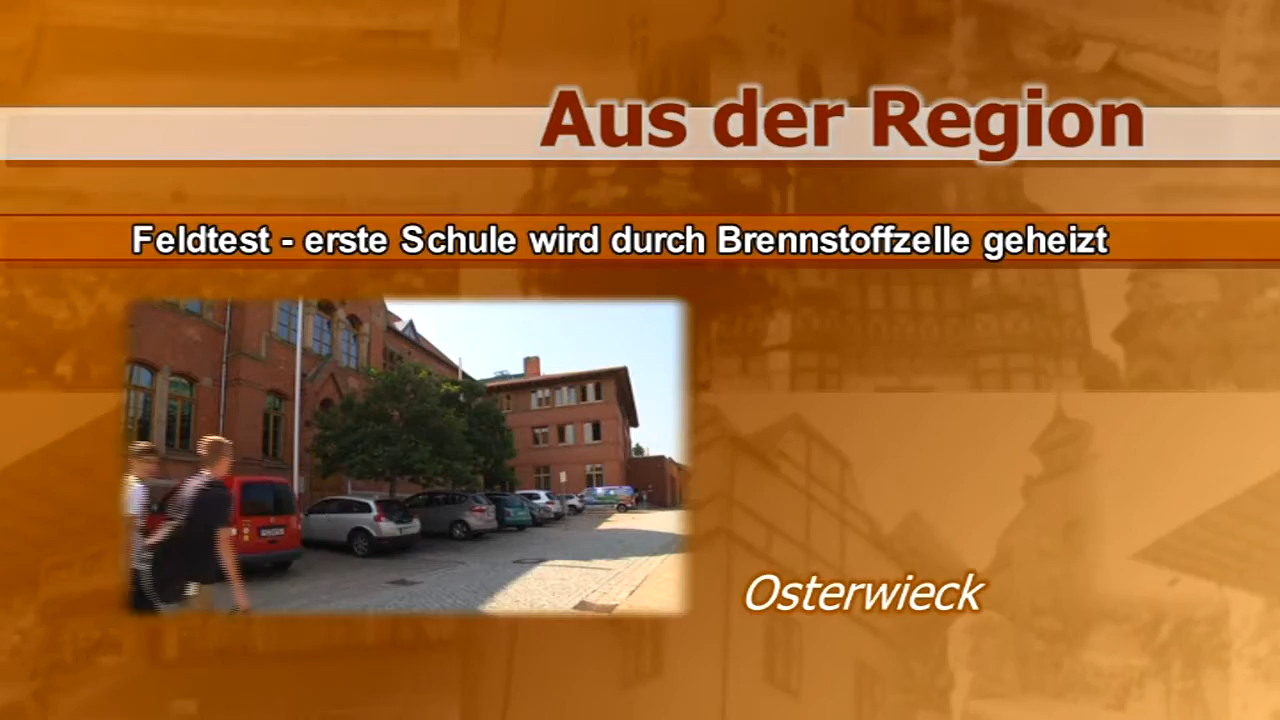 Aus der Region
Feldtest - erste Schule wird durch Brennstoffzelle geheizt
Osterwieck